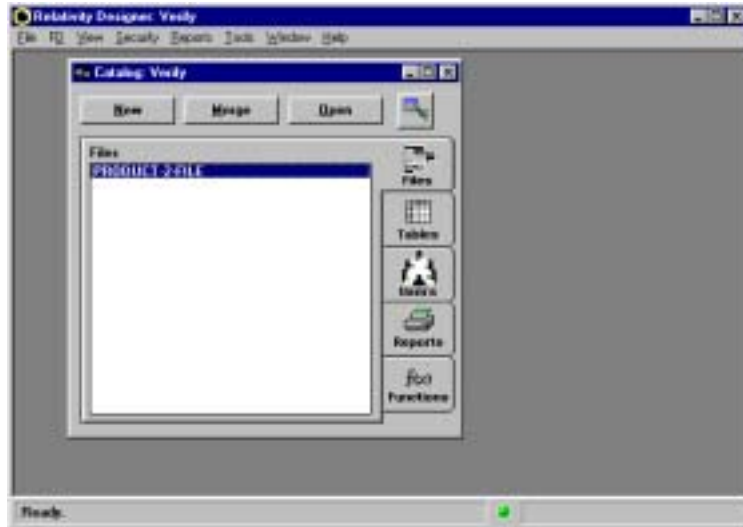 Relativity Designer: Verify
File FD View Security Reports Tools Window Help
Catalog: Verify
New Merge Open
Files
PRODUCT-2-FILE
Files
Tables
Users
Reports
f(x)
Functions
Ready.